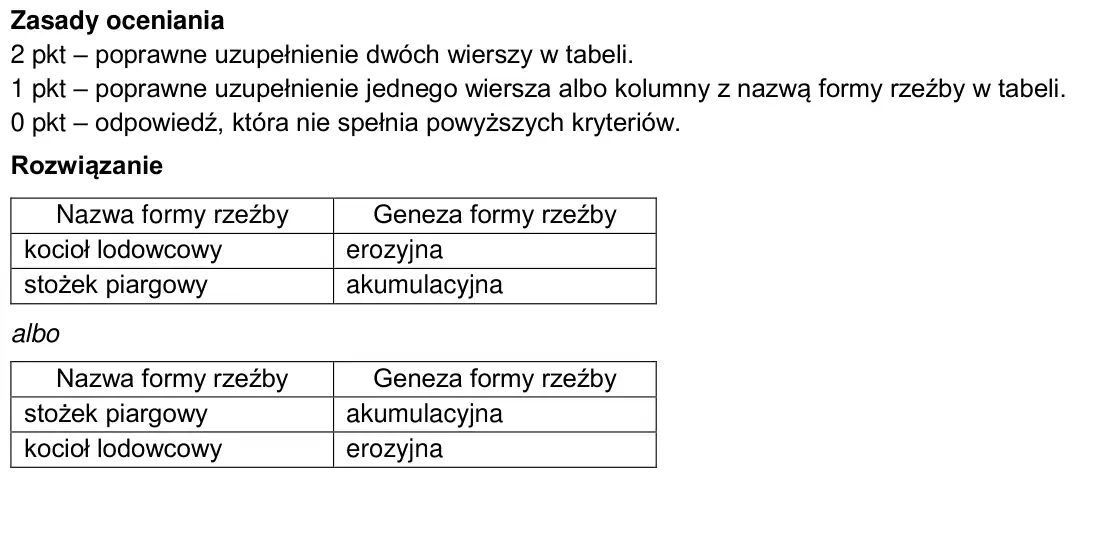 Zasady oceniania
2 pkt – poprawne uzupełnienie dwóch wierszy w tabeli.
1 pkt – poprawne uzupełnienie jednego wiersza albo kolumny z nazwą formy rzeźby w tabeli.
0 pkt – odpowiedź, która nie spełnia powyższych kryteriów.
Rozwiązanie
Nazwa formy rzeźby Geneza formy rzeźby
kocioł lodowcowy erozyjna
stożek piargowy akumulacyjna
albo
Nazwa formy rzeźby Geneza formy rzeźby
stożek piargowy akumulacyjna
kocioł lodowcowy erozyjna